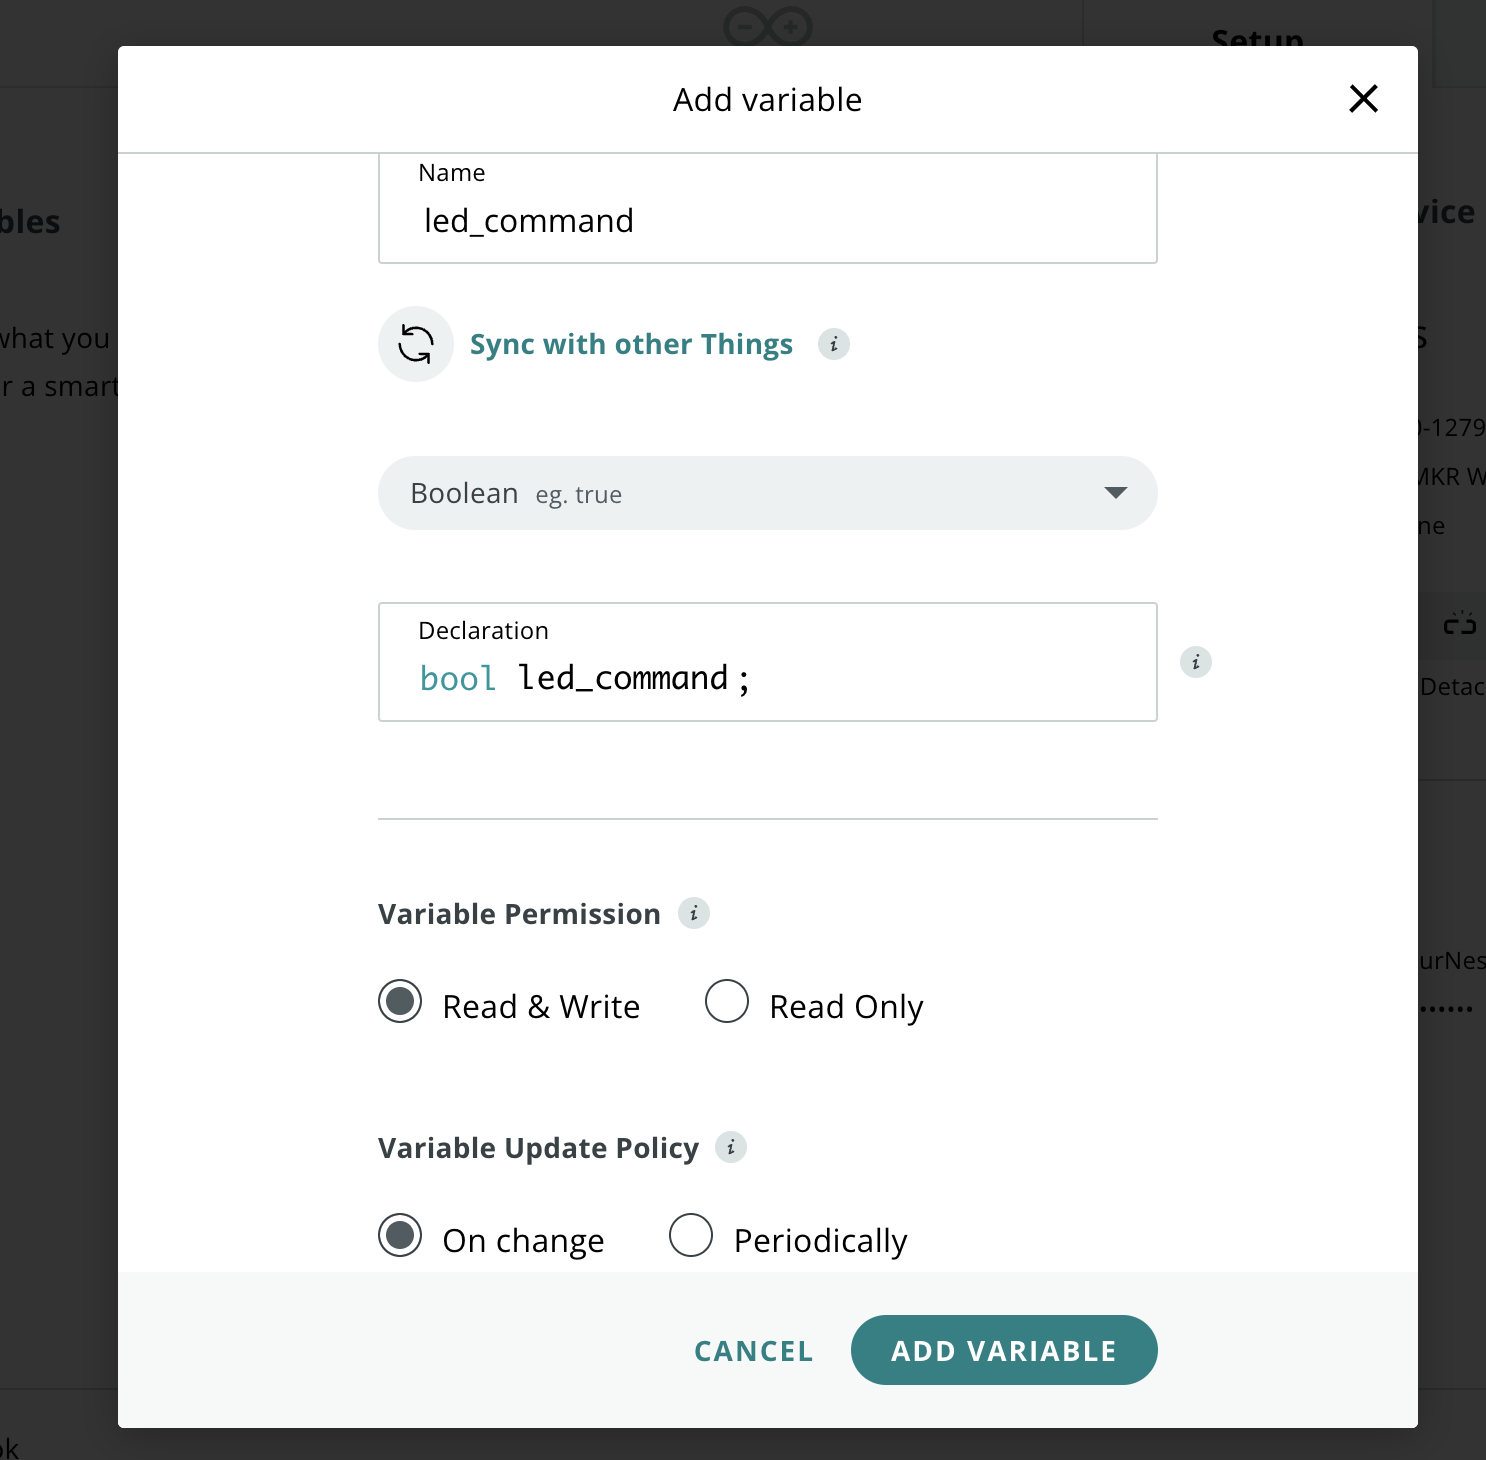 Setup
Add variable
bles
vice
Name
led_command
what you
r a smart
Sync with other Things i
-1279
MKR W
ne
Boolean eg. true
Declaration
bool led_command;
i
Detac
Variable Permission i
urNes
Read & Write Read Only
Variable Update Policy i
On change Periodically
CANCEL ADD VARIABLE
ok